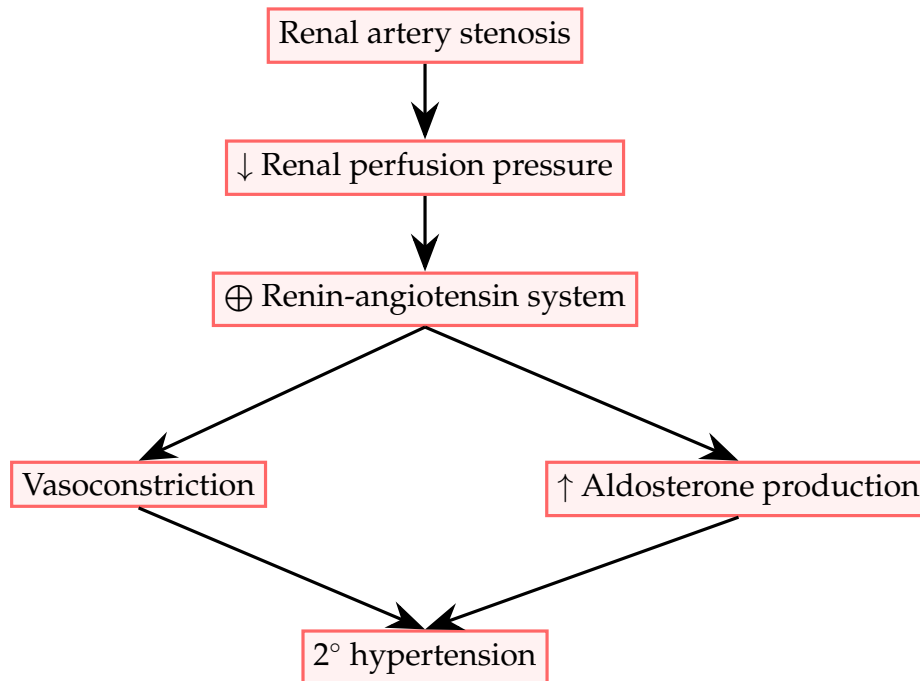 Renal artery stenosis
↓ Renal perfusion pressure
⊕ Renin-angiotensin system
Vasoconstriction
↑ Aldosterone production
2° hypertension